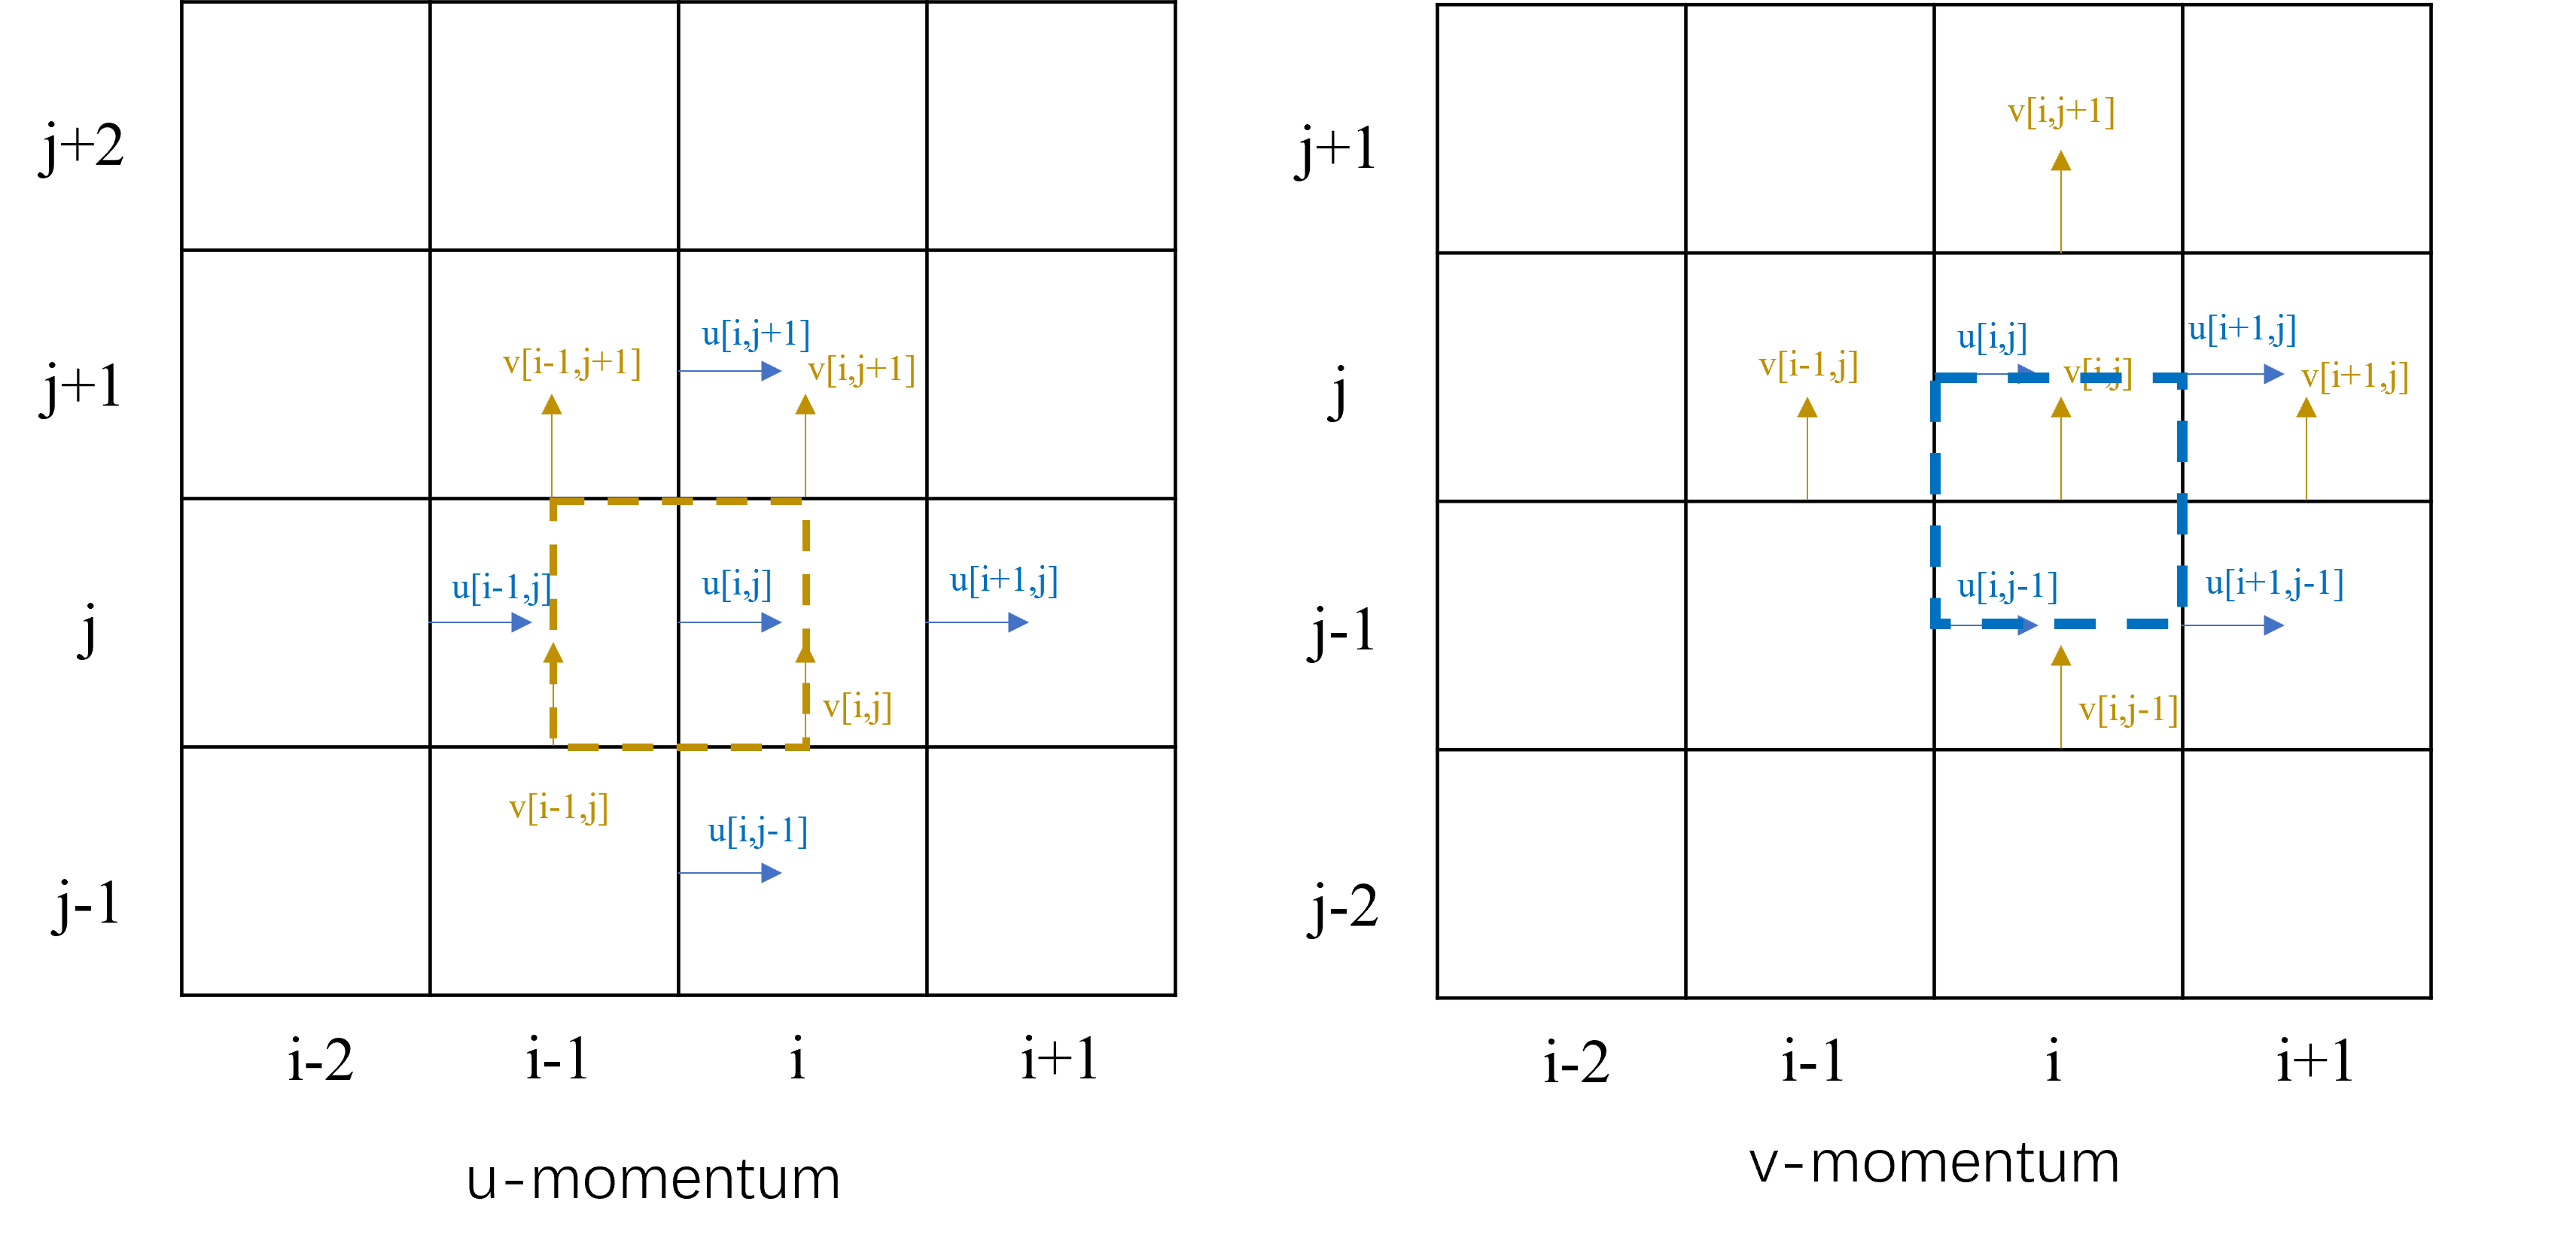 j+2
j+1
j
j-1
v[i-1,j+1]
u[i,j+1]
v[i,j+1]
u[i-1,j]
u[i,j]
u[i+1,j]
v[i,j]
v[i-1,j]
u[i,j-1]
i-2
i-1
i
i+1
u-momentum
j+1
j
j-1
j-2
v[i,j+1]
v[i-1,j]
u[i,j]
v[i,j]
u[i+1,j]
v[i+1,j]
u[i,j-1]
u[i+1,j-1]
v[i,j-1]
i-2
i-1
i
i+1
v-momentum